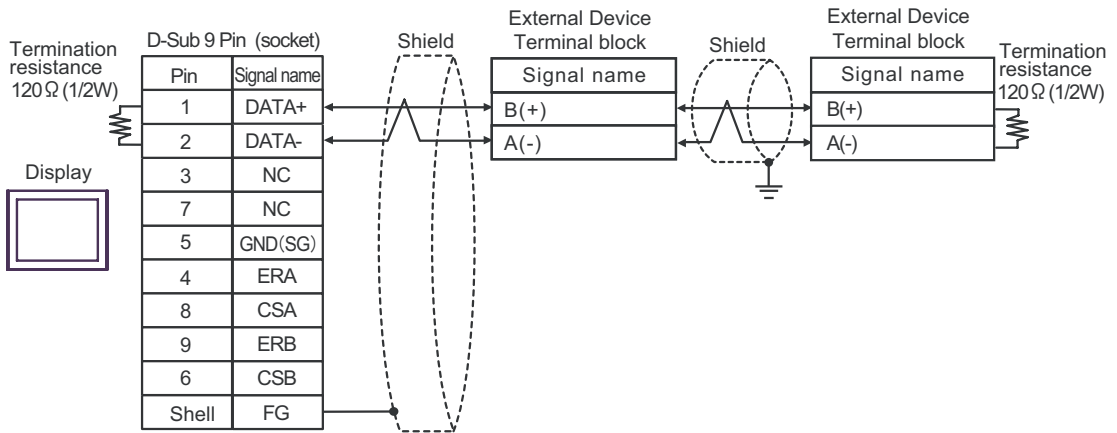 Termination
resistance
120Ω (1/2W)
Display
D-Sub 9 Pin (socket)
Pin Signal name
1 DATA+
2 DATA-
3 NC
7 NC
5 GND(SG)
4 ERA
8 CSA
9 ERB
6 CSB
Shell FG
Shield
External Device
Terminal block
Signal name
B(+)
A(-)
Shield
External Device
Terminal block
Signal name
B(+)
A(-)
Termination
resistance
120Ω (1/2W)